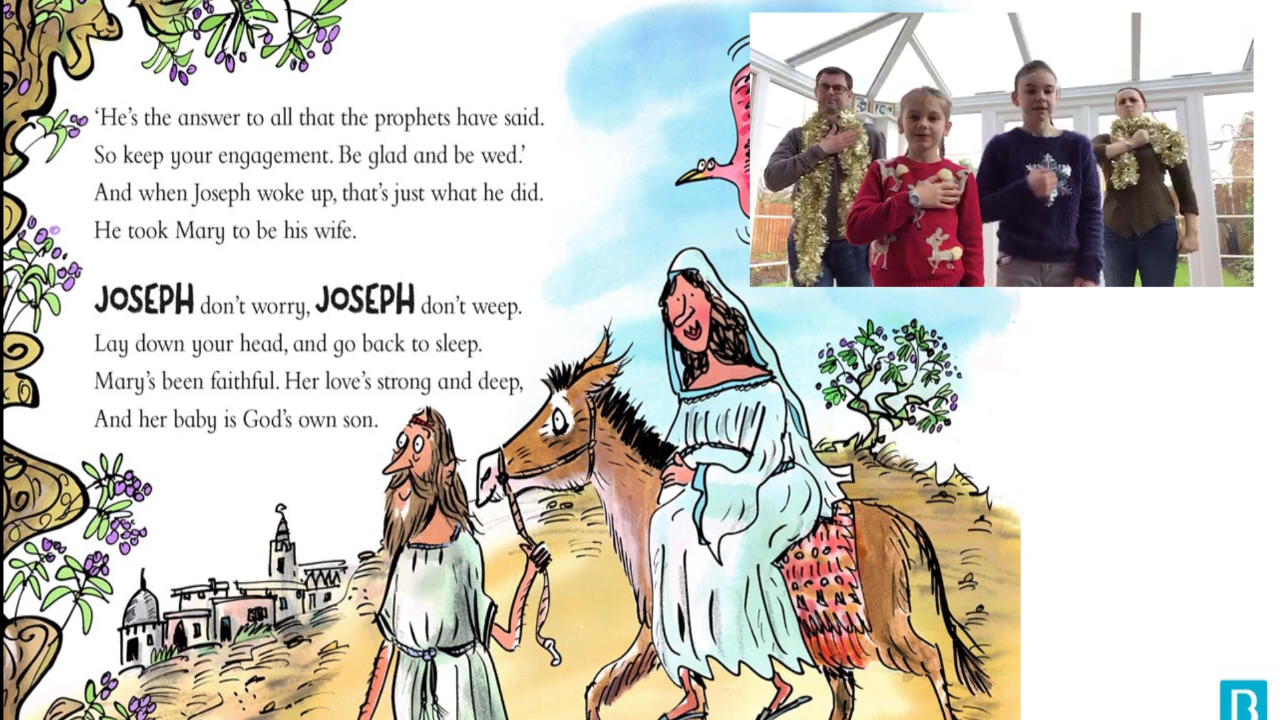 ‘He’s the answer to all that the prophets have said.
So keep your engagement. Be glad and be wed.’
And when Joseph woke up, that’s just what he did.
He took Mary to be his wife.
JOSEPH don’t worry, JOSEPH don’t weep.
Lay down your head, and go back to sleep.
Mary’s been faithful. Her love’s strong and deep,
And her baby is God’s own son.
B